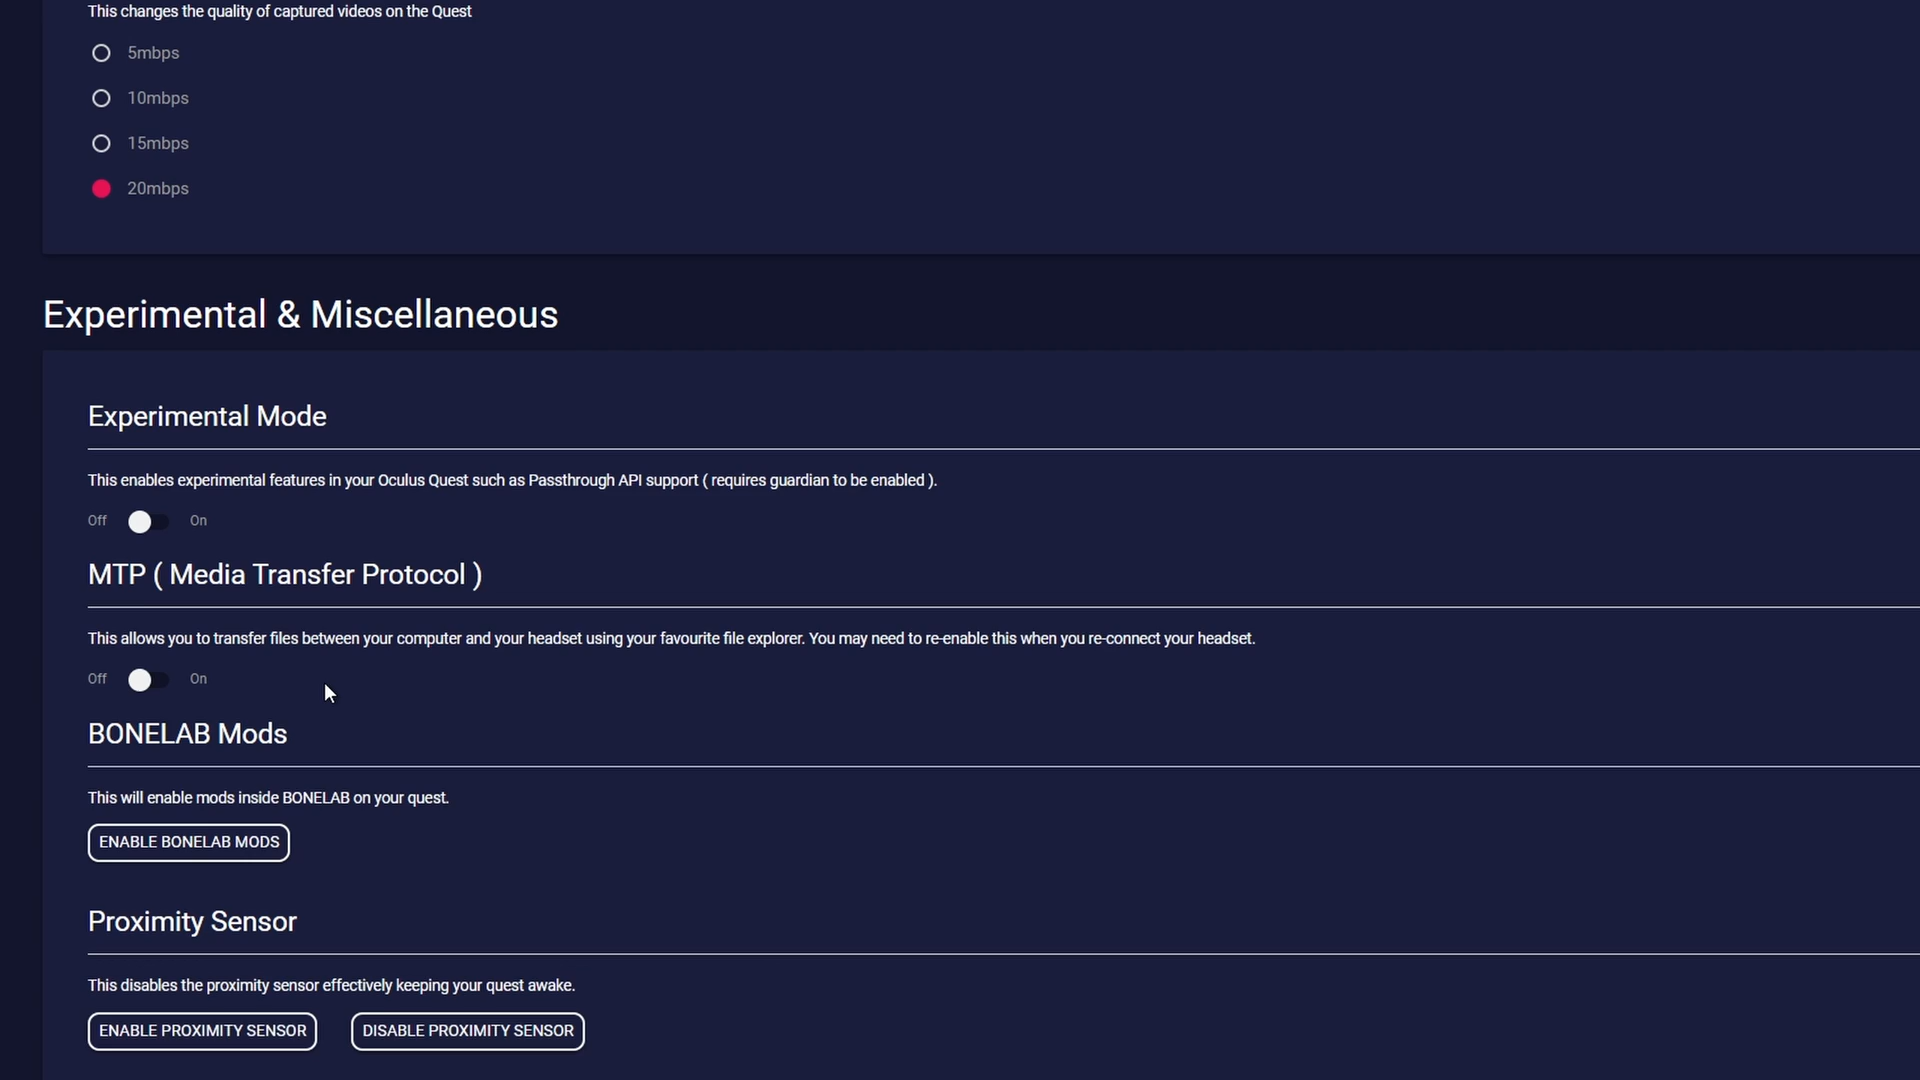 This changes the quality of captured videos on the Quest
5mbps
10mbps
15mbps
20mbps
Experimental & Miscellaneous
Experimental Mode
This enables experimental features in your Oculus Quest such as Passthrough API support ( requires guardian to be enabled ).
Off On
MTP ( Media Transfer Protocol )
This allows you to transfer files between your computer and your headset using your favourite file explorer. You may need to re-enable this when you re-connect your headset.
Off On
BONELAB Mods
This will enable mods inside BONELAB on your quest.
ENABLE BONELAB MODS
Proximity Sensor
This disables the proximity sensor effectively keeping your quest awake.
ENABLE PROXIMITY SENSOR DISABLE PROXIMITY SENSOR